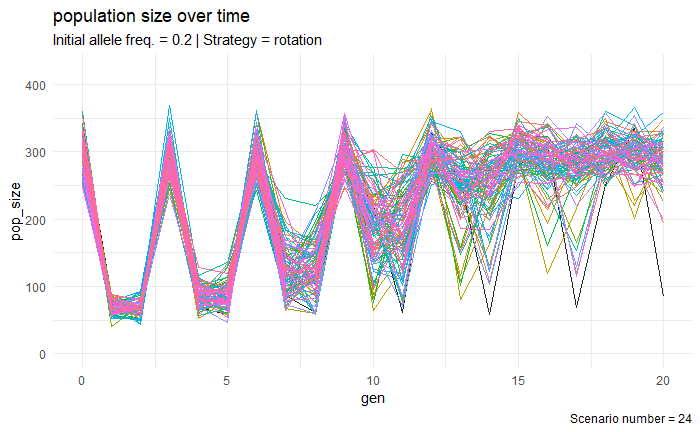 population size over time
Initial allele freq. = 0.2 | Strategy = rotation
400
300
200
100
0
pop_size
0 5 10 15 20
gen
Scenario number = 24